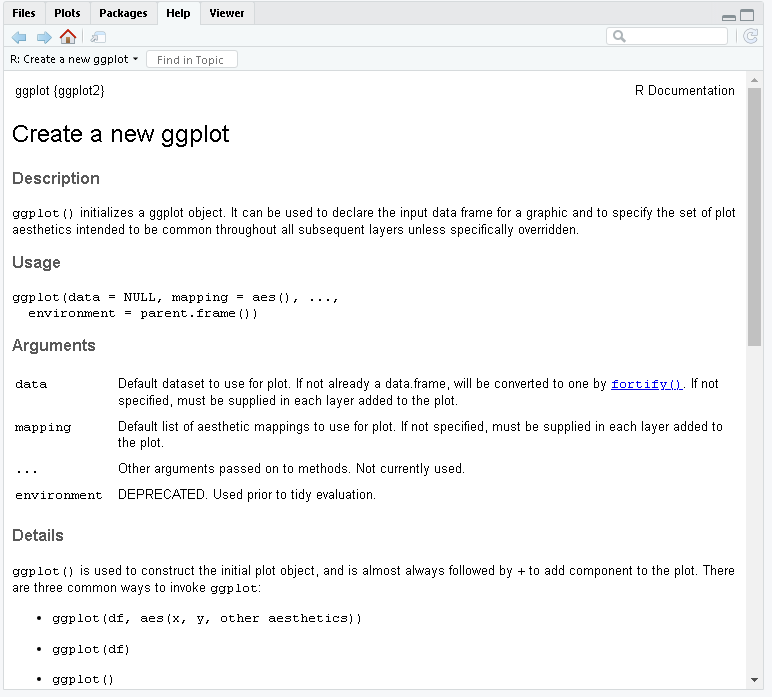 Files Plots Packages Help Viewer
R: Create a new ggplot Find in Topic
ggplot {ggplot2} R Documentation
Create a new ggplot
Description
ggplot() initializes a ggplot object. It can be used to declare the input data frame for a graphic and to specify the set of plot
aesthetics intended to be common throughout all subsequent layers unless specifically overridden.
Usage
ggplot(data = NULL, mapping = aes(), ...,
environment = parent.frame())
Arguments
data Default dataset to use for plot. If not already a data.frame, will be converted to one by fortify(). If not
specified, must be supplied in each layer added to the plot.
mapping Default list of aesthetic mappings to use for plot. If not specified, must be supplied in each layer added to
the plot.
... Other arguments passed on to methods. Not currently used.
environment DEPRECATED. Used prior to tidy evaluation.
Details
ggplot() is used to construct the initial plot object, and is almost always followed by + to add component to the plot. There
are three common ways to invoke ggplot:
• ggplot(df, aes(x, y, other aesthetics))
• ggplot(df)
• ggplot()